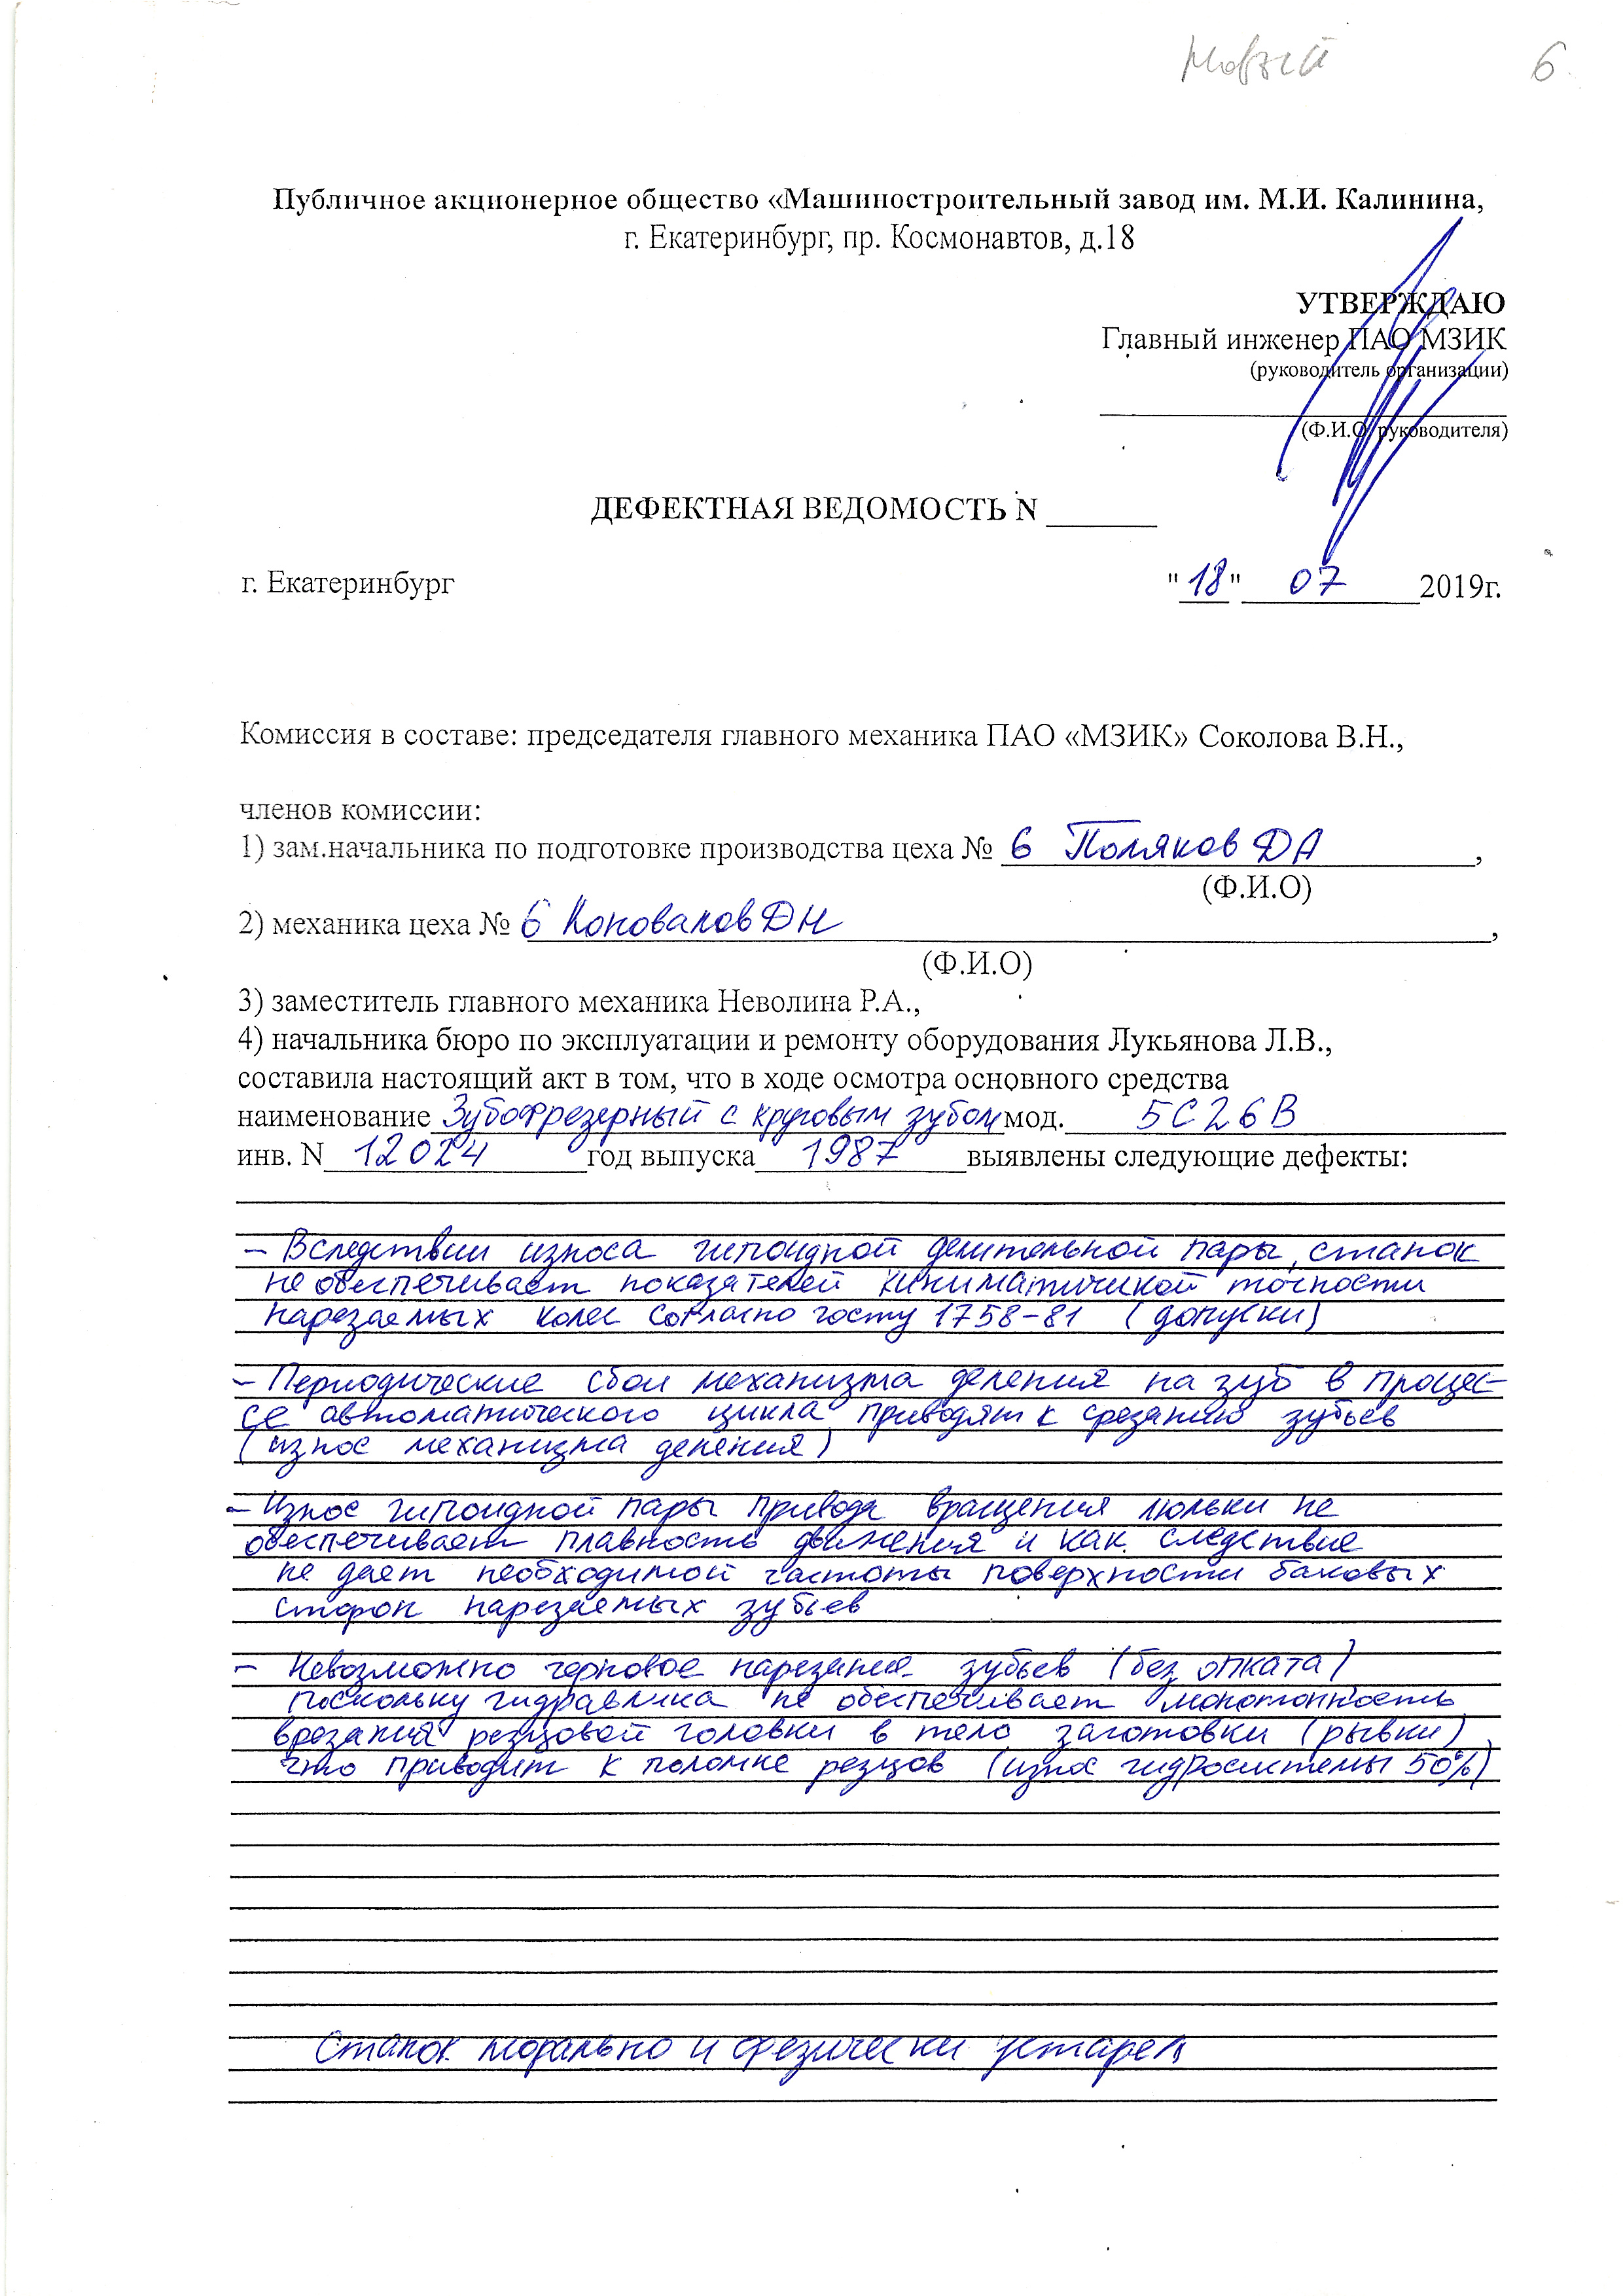 Новый 6
Публичное акционерное общество «Машиностроительный завод им. М.И. Калинина,
г. Екатеринбург, пр. Космонавтов, д.18
УТВЕРЖДАЮ
Главный инженер ПАО МЗИК
(руководитель организации)
(Ф.И.О руководителя)
ДЕФЕКТНАЯ ВЕДОМОСТЬ N
г. Екатеринбург "18" 07 2019г.
Комиссия в составе: председателя главного механика ПАО «МЗИК» Соколова В.Н.,
членов комиссии:
1) зам.начальника по подготовке производства цеха № 6 Поляков ДА,
(Ф.И.О)
2) механика цеха № 6 Коновалов ДН,
(Ф.И.О)
3) заместитель главного механика Неволина Р.А.,
4) начальника бюро по эксплуатации и ремонту оборудования Лукьянова Л.В.,
составила настоящий акт в том, что в ходе осмотра основного средства
наименование Зубофрезерный с круговым зубом мод. 5С26В
инв. N 12024 год выпуска 1987 выявлены следующие дефекты:
- Вследствии износа гипоидной делительной пары, станок
не обеспечивает показателей киниматической точности
нарезаемых колес согласно госту 1758-81 (допуски)
- Периодические сбои механизма деления на зуб в процес-
се автоматического цикла приводят к срезанию зубьев
(износ механизма деления)
- Износ гипоидной пары привода вращения люльки не
обеспечивает плавность движения и как следствие
не дает необходимой частоты поверхности баковых
сторон нарезаемых зубьев
- Невозможно черновое нарезание зубьев (без отката)
поскольку гидравлика не обеспечивает монотонность
врезания резцовой головки в тело заготовки (рывки)
что приводит к поломке резцов (износ гидросистемы 50%)
Станок морально и физически устарел